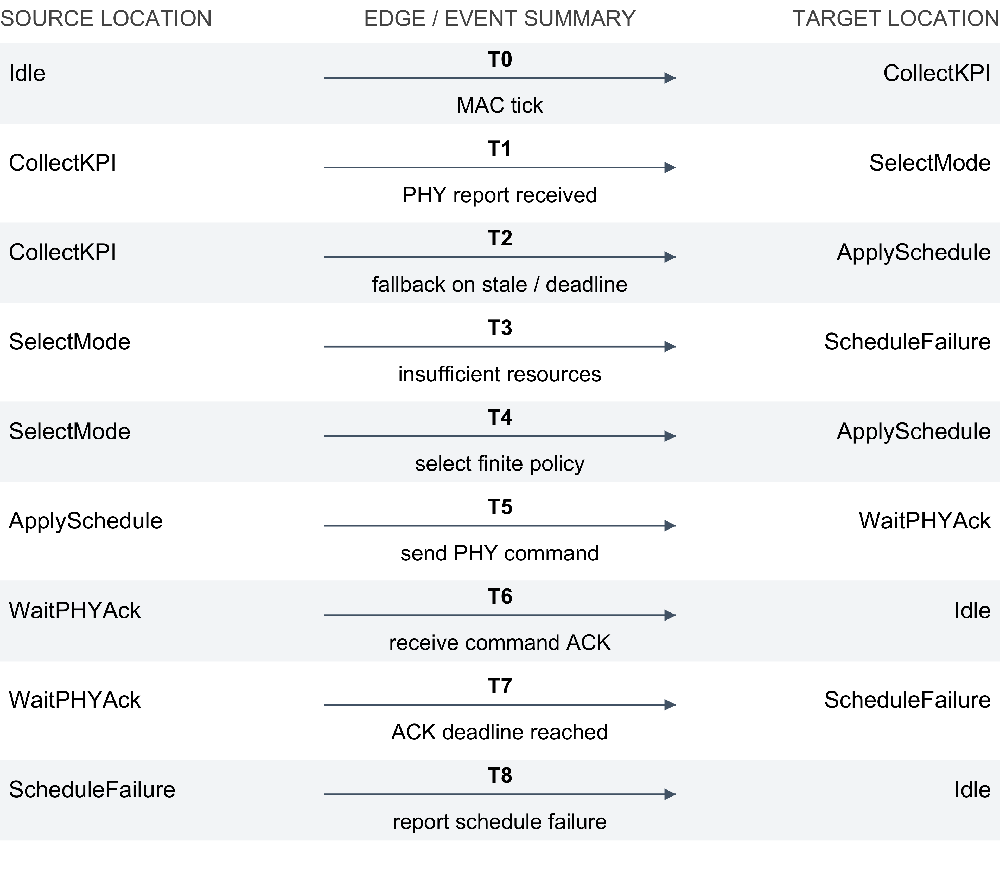 SOURCE LOCATION EDGE / EVENT SUMMARY TARGET LOCATION
T0
Idle CollectKPI
MAC tick
T1
CollectKPI SelectMode
PHY report received
T2
CollectKPI ApplySchedule
fallback on stale / deadline
T3
SelectMode ScheduleFailure
insufficient resources
T4
SelectMode ApplySchedule
select finite policy
T5
ApplySchedule WaitPHYAck
send PHY command
T6
WaitPHYAck Idle
receive command ACK
T7
WaitPHYAck ScheduleFailure
ACK deadline reached
T8
ScheduleFailure Idle
report schedule failure